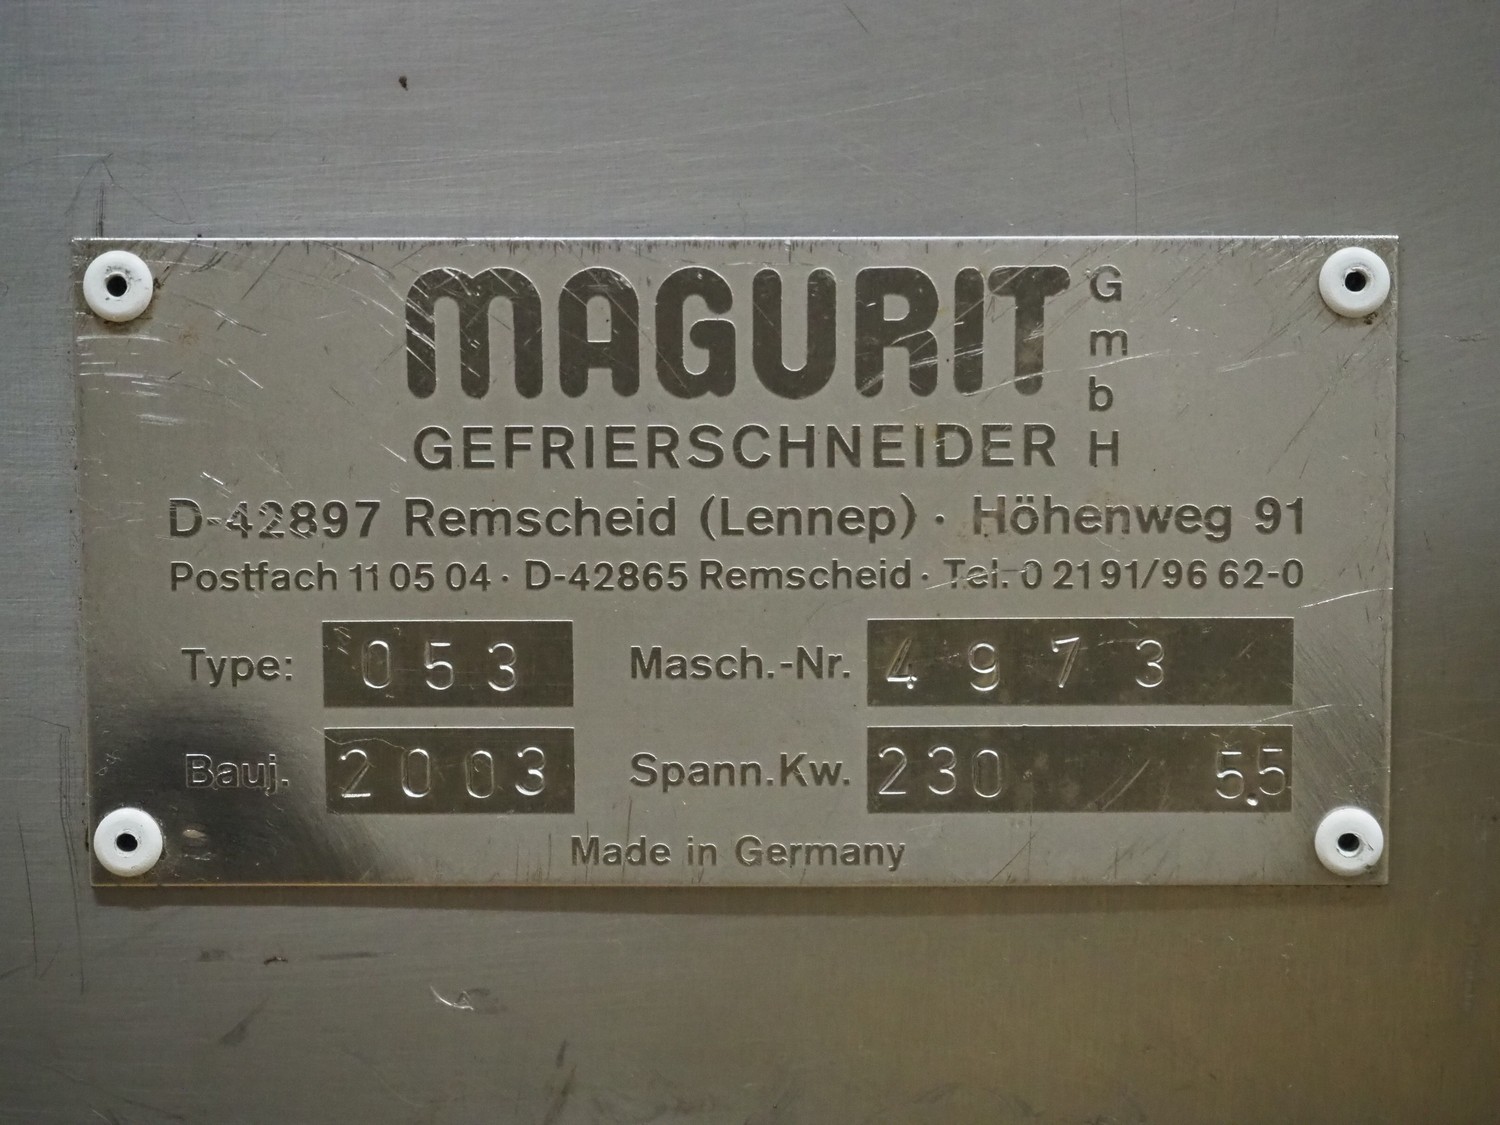 MAGURIT GmbH
GEFRIERSCHNEIDER
D-42897 Remscheid (Lennep) · Höhenweg 91
Postfach 11 05 04 · D-42865 Remscheid · Tel. 0 21 91/96 62-0
Type: 053 Masch.-Nr. 4973
Bauj. 2003 Spann.Kw. 230 5.5
Made in Germany